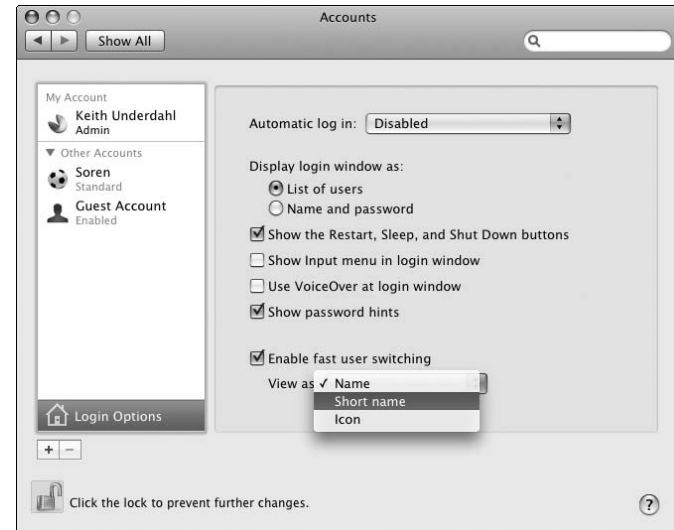 Accounts
Show All
My Account
Keith Underdahl
Admin
Other Accounts
Soren
Standard
Guest Account
Enabled
Login Options
+ −
Automatic log in: Disabled
Display login window as:
List of users
Name and password
Show the Restart, Sleep, and Shut Down buttons
Show Input menu in login window
Use VoiceOver at login window
Show password hints
Enable fast user switching
View as ✓ Name
Short name
Icon
Click the lock to prevent further changes.
?